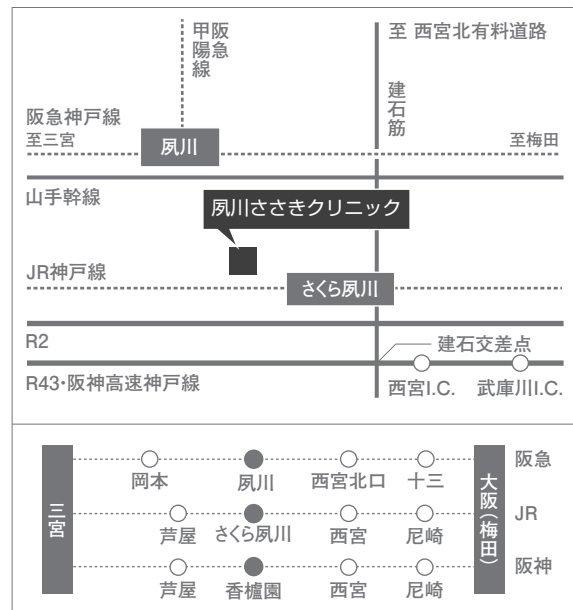 甲陽線
阪急
至 西宮北有料道路
建石筋
阪急神戸線
至三宮
夙川
至梅田
山手幹線
夙川ささきクリニック
JR神戸線
さくら夙川
R2
建石交差点
R43・阪神高速神戸線
西宮I.C.
武庫川I.C.
三宮
岡本
夙川
西宮北口
十三
阪急
芦屋
さくら夙川
西宮
尼崎
JR
芦屋
香櫨園
西宮
尼崎
阪神
大阪(梅田)